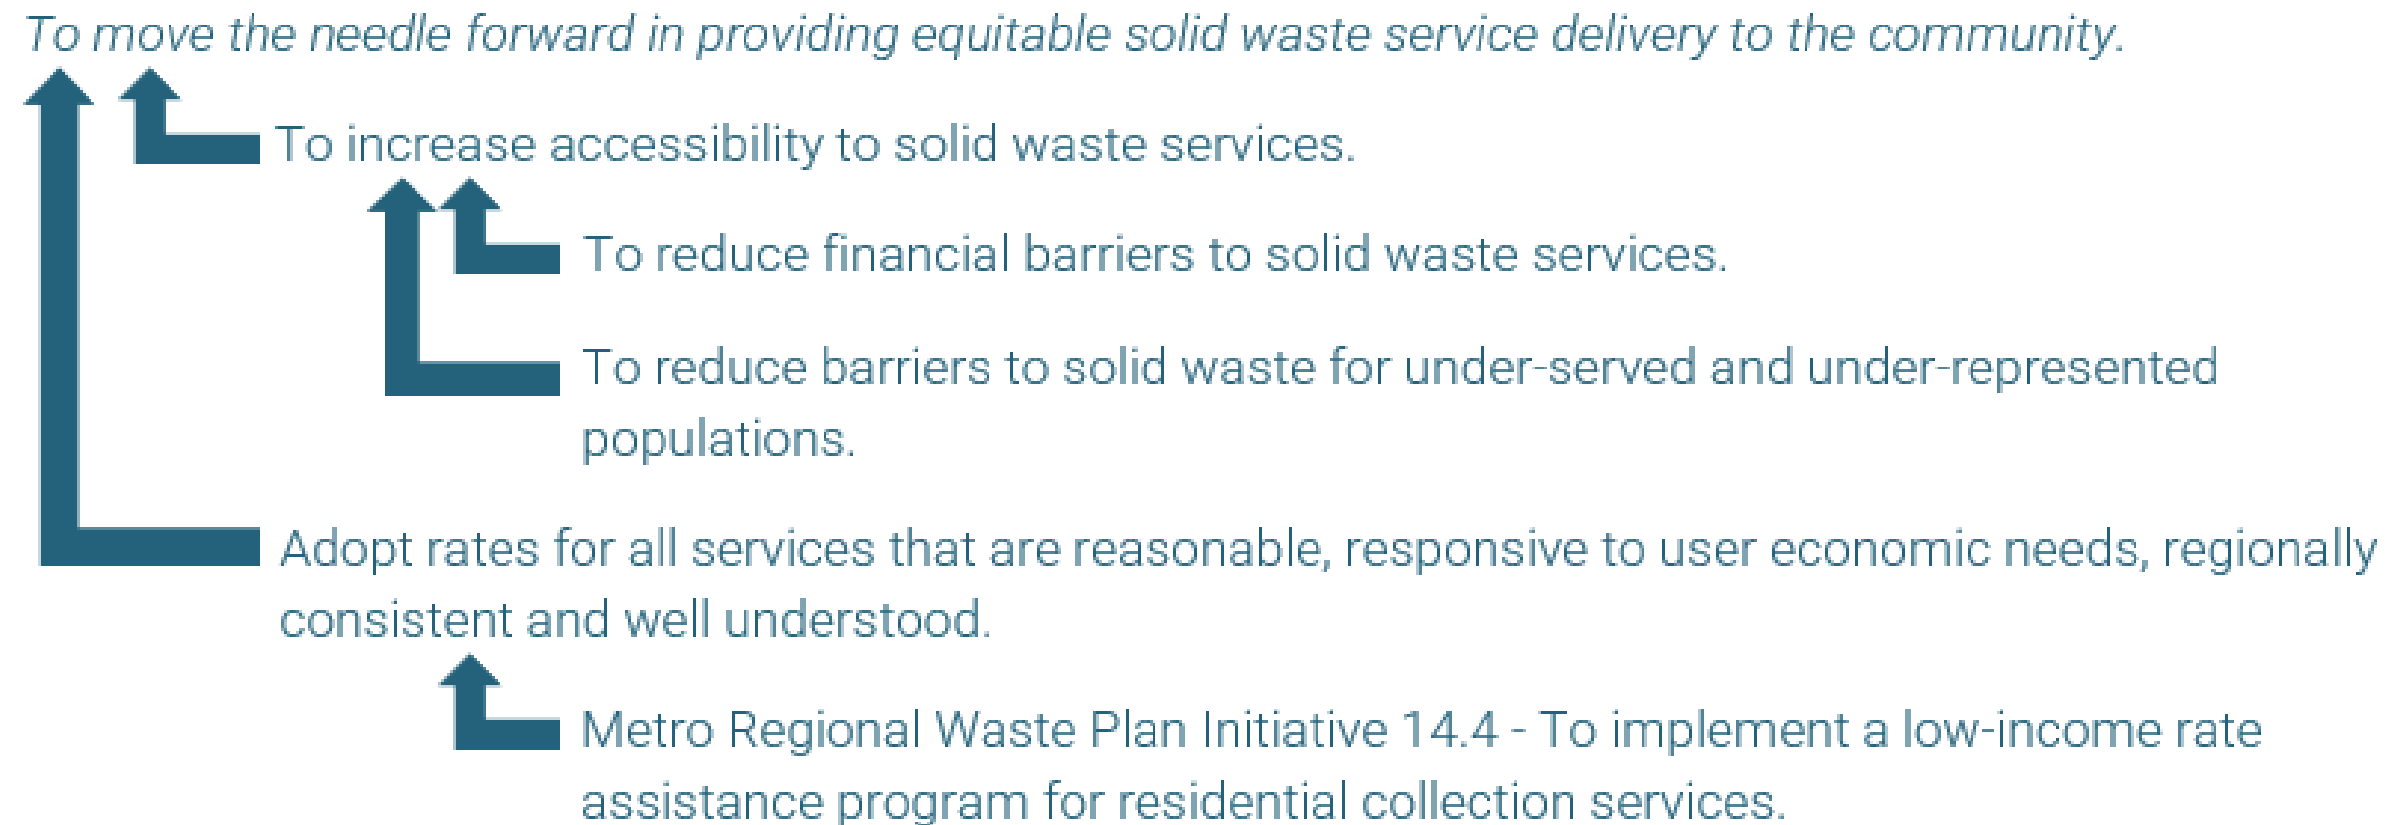 To move the needle forward in providing equitable solid waste service delivery to the community.
To increase accessibility to solid waste services.
To reduce financial barriers to solid waste services.
To reduce barriers to solid waste for under-served and under-represented
populations.
Adopt rates for all services that are reasonable, responsive to user economic needs, regionally
consistent and well understood.
Metro Regional Waste Plan Initiative 14.4 - To implement a low-income rate
assistance program for residential collection services.